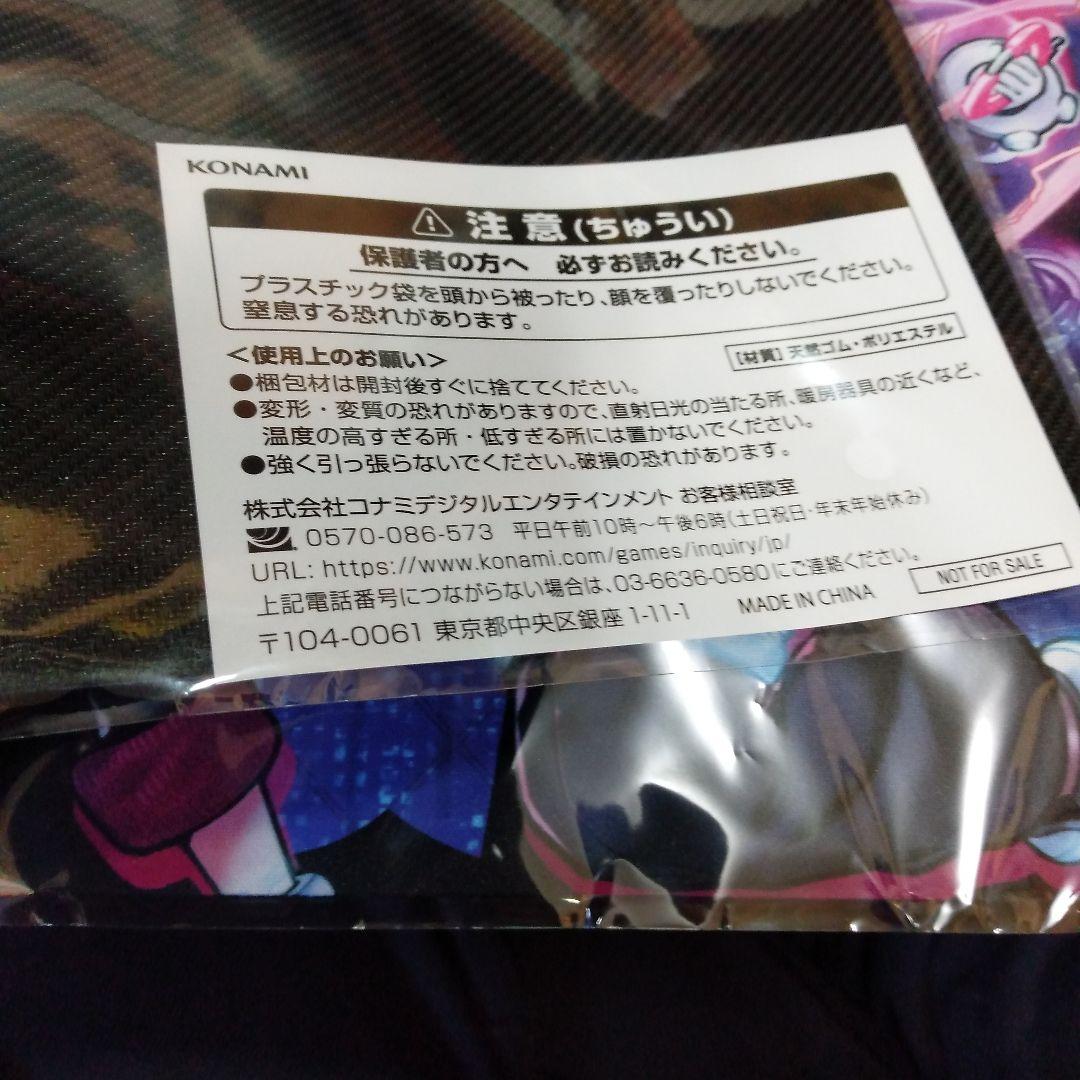 KONAMI
注意(ちゅうい)
保護者の方へ 必ずお読みください。
プラスチック袋を頭から被ったり、顔を覆ったりしないでください。
窒息する恐れがあります。
<使用上のお願い>
【材質】天然ゴム・ポリエステル
●梱包材は開封後すぐに捨ててください。
●変形・変質の恐れがありますので、直射日光の当たる所、暖房器具の近くなど、
温度の高すぎる所・低すぎる所には置かないでください。
●強く引っ張らないでください。破損の恐れがあります。
株式会社コナミデジタルエンタテインメント お客様相談室
0570-086-573 平日午前10時～午後6時(土日祝日・年末年始休み)
URL: https://www.konami.com/games/inquiry/jp/
上記電話番号につながらない場合は、03-6636-0580にご連絡ください。
〒104-0061 東京都中央区銀座 1-11-1 MADE IN CHINA NOT FOR SALE